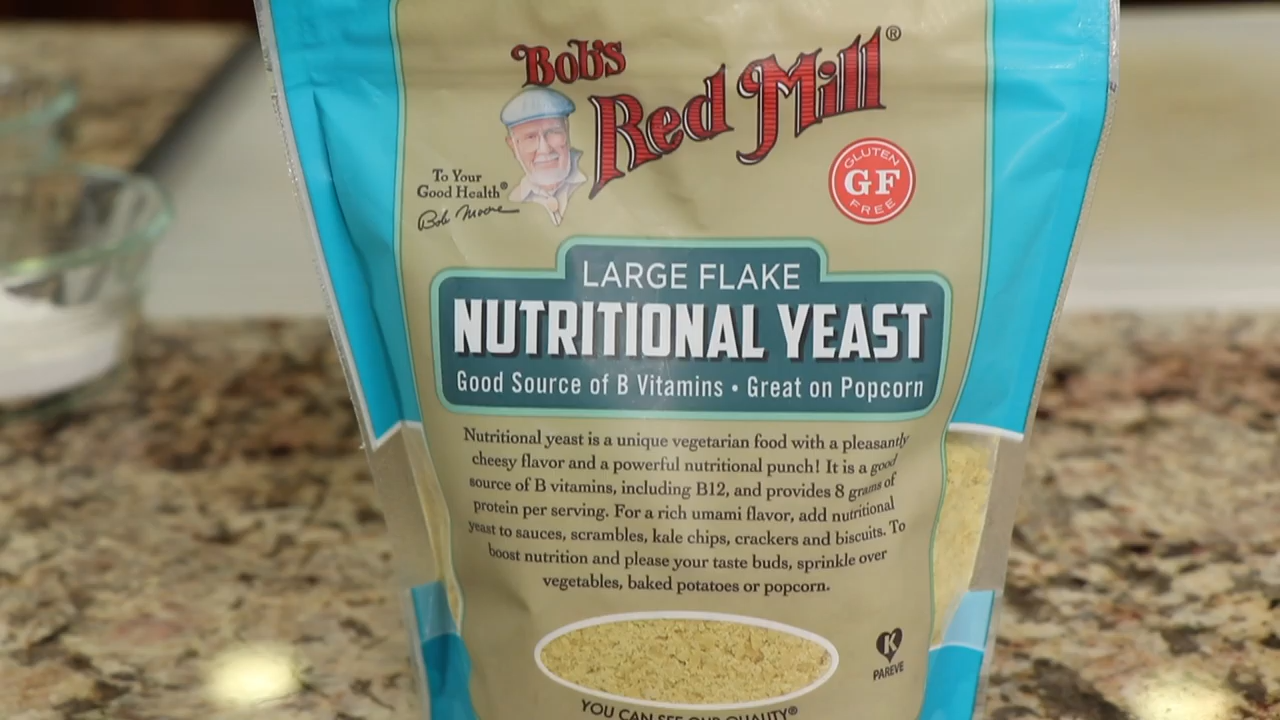 Bob's
Red Mill®
To Your
Good Health®
Bob Moore
GLUTEN
GF
FREE
LARGE FLAKE
NUTRITIONAL YEAST
Good Source of B Vitamins • Great on Popcorn
Nutritional yeast is a unique vegetarian food with a pleasantly
cheesy flavor and a powerful nutritional punch! It is a good
source of B vitamins, including B12, and provides 8 grams of
protein per serving. For a rich umami flavor, add nutritional
yeast to sauces, scrambles, kale chips, crackers and biscuits. To
boost nutrition and please your taste buds, sprinkle over
vegetables, baked potatoes or popcorn.
K
PAREVE
YOU CAN SEE OUR QUALITY®